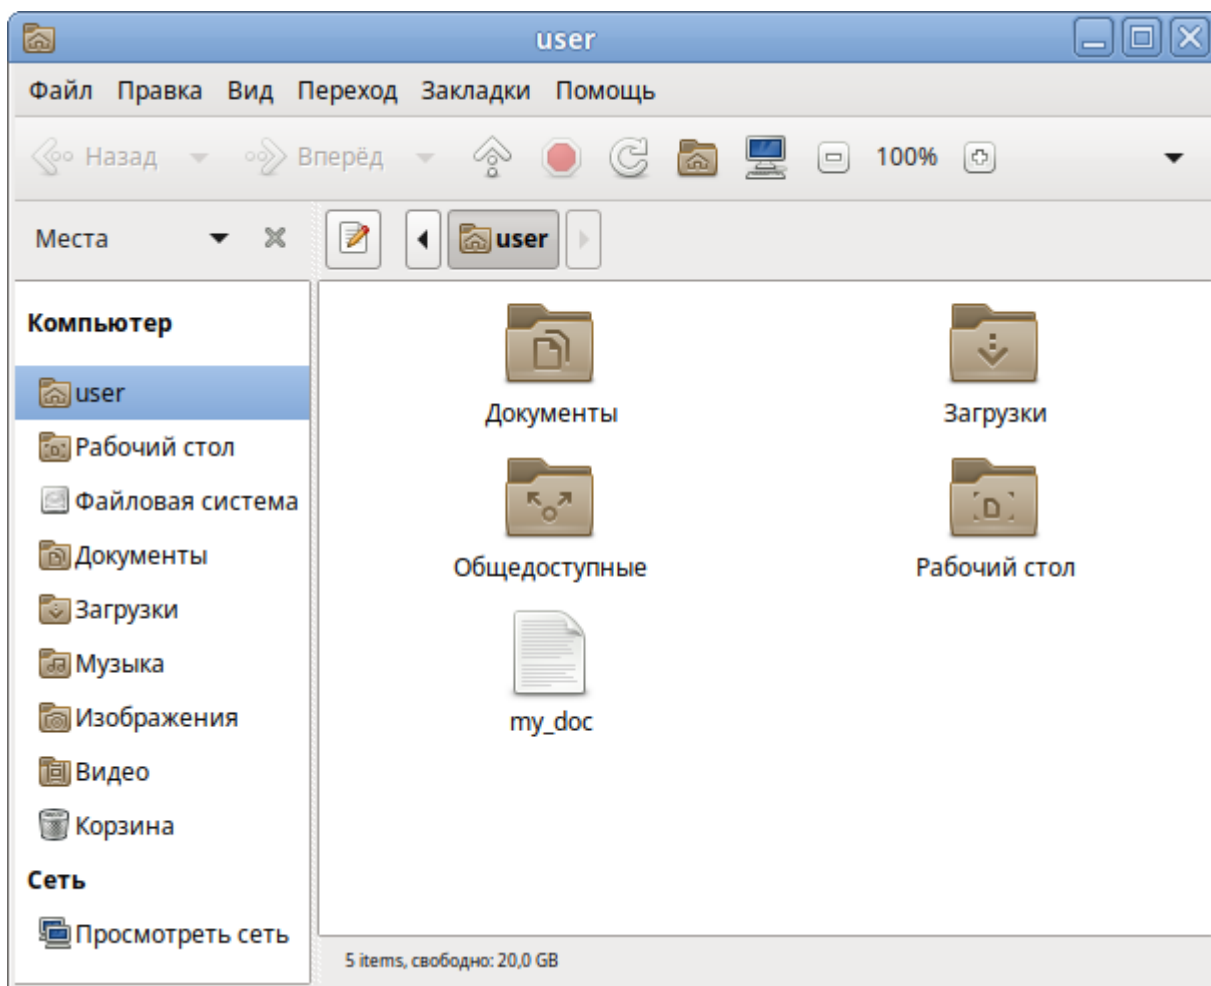 user
Файл Правка Вид Переход Закладки Помощь
Назад Вперёд 100%
Места
user
Компьютер
user
Рабочий стол
Файловая система
Документы
Загрузки
Музыка
Изображения
Видео
Корзина
Сеть
Просмотреть сеть
Документы
Загрузки
Общедоступные
Рабочий стол
my_doc
5 items, свободно: 20,0 GB